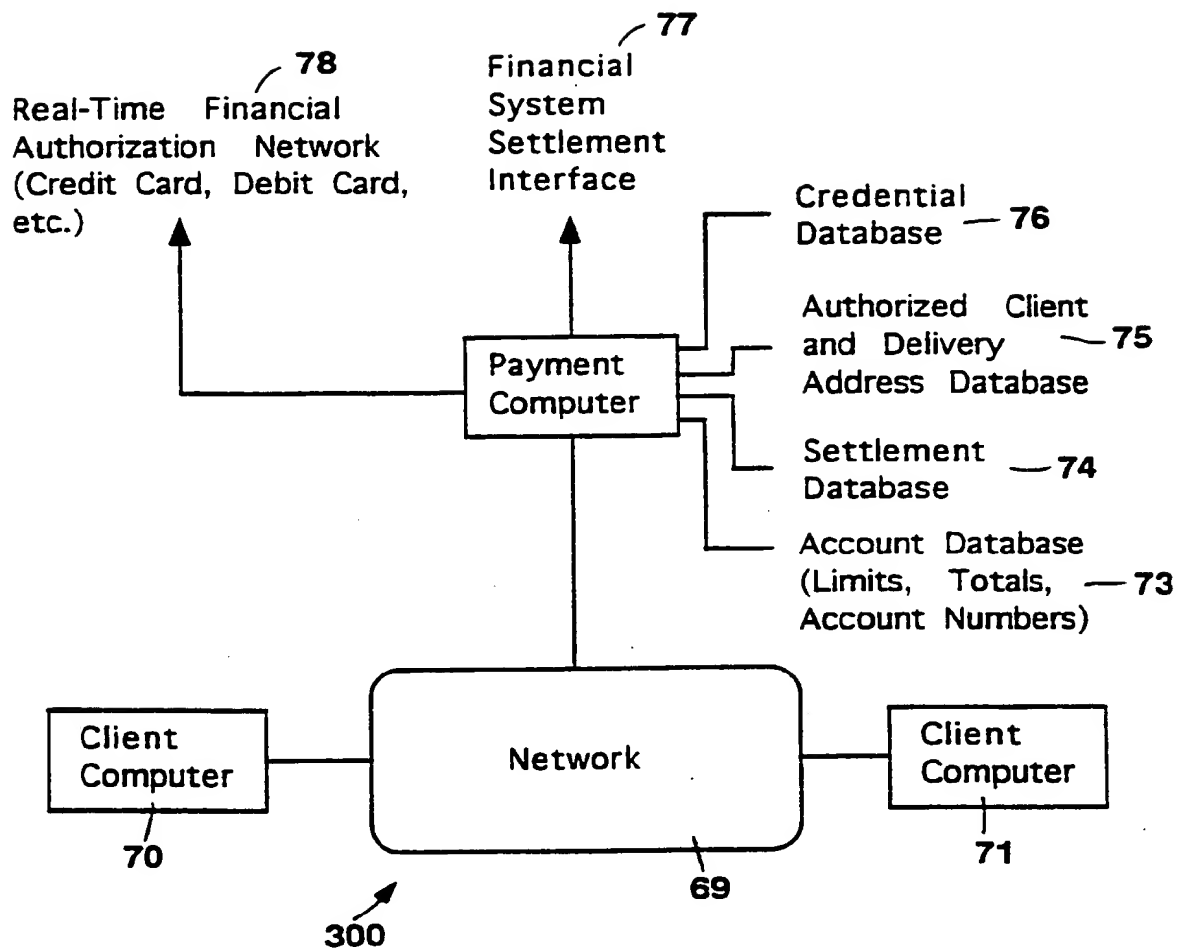 77
78
Financial
System
Settlement
Interface
Real-Time Financial
Authorization Network
(Credit Card, Debit Card,
etc.)
Credential
Database
76
Authorized Client
and Delivery
Address Database
75
Payment
Computer
Settlement
Database
74
Account Database
(Limits, Totals,
Account Numbers)
73
Client
Computer
Network
Client
Computer
70
69
71
300